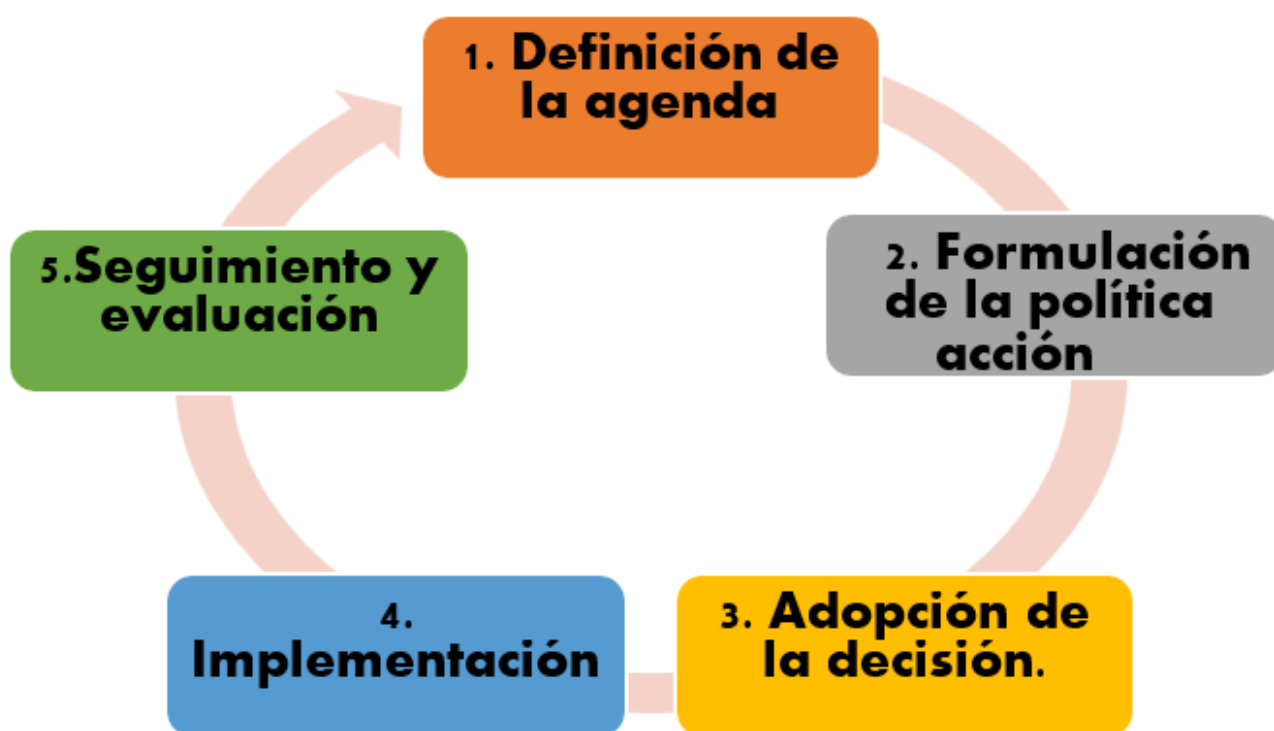 1. Definición de
la agenda
2. Formulación
de la política
acción
3. Adopción de
la decisión.
4.
Implementación
5.Seguimiento y
evaluación